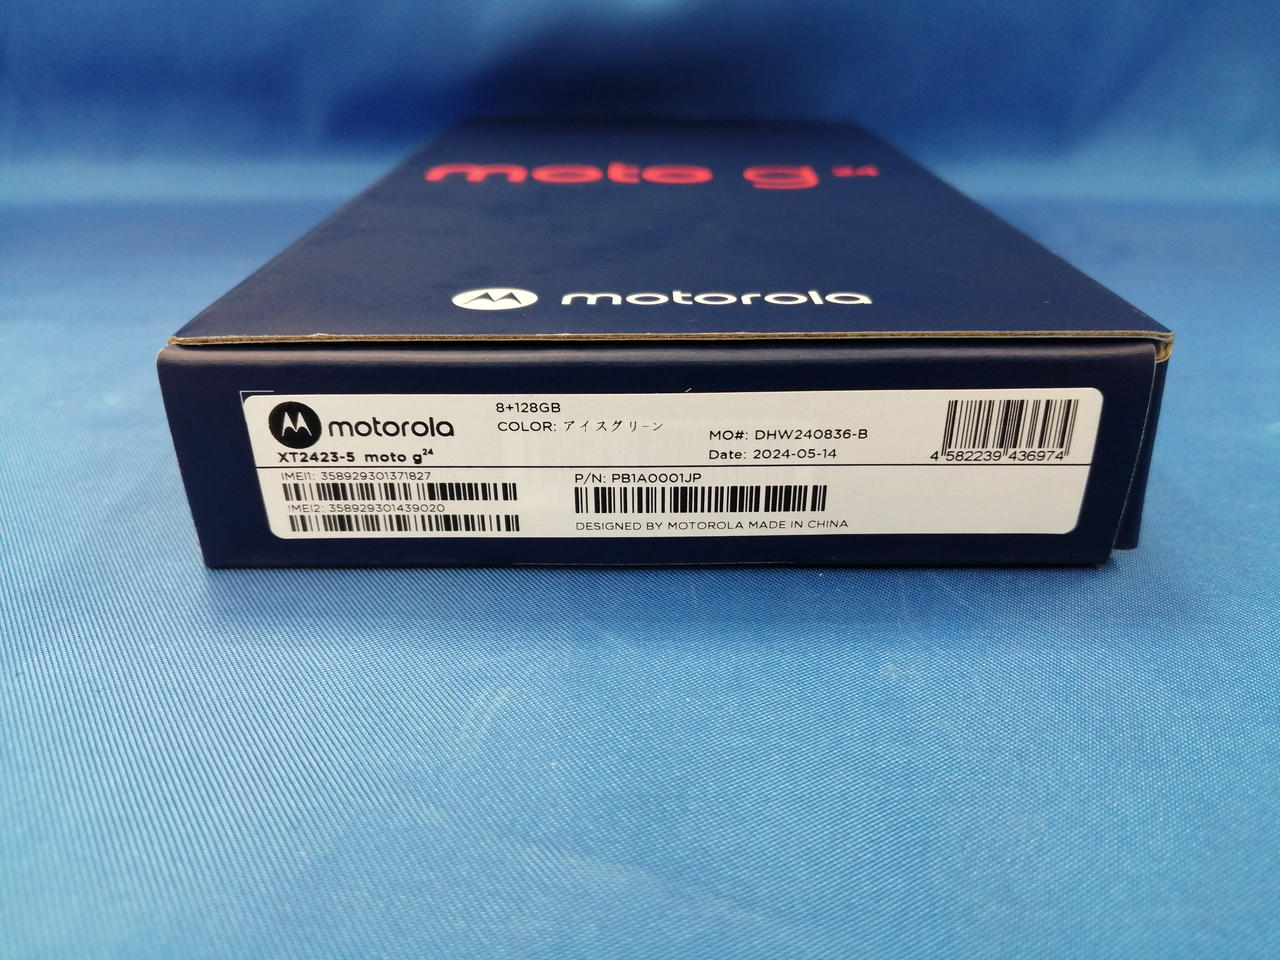 moto g 24
motorola
motorola
XT2423-5 moto g24
8+128GB
COLOR: アイスグリーン
MO#: DHW240836-B
Date: 2024-05-14
4 582239 436974
IMEI1: 358929301371827
IMEI2: 358929301439020
P/N: PB1A0001JP
DESIGNED BY MOTOROLA MADE IN CHINA